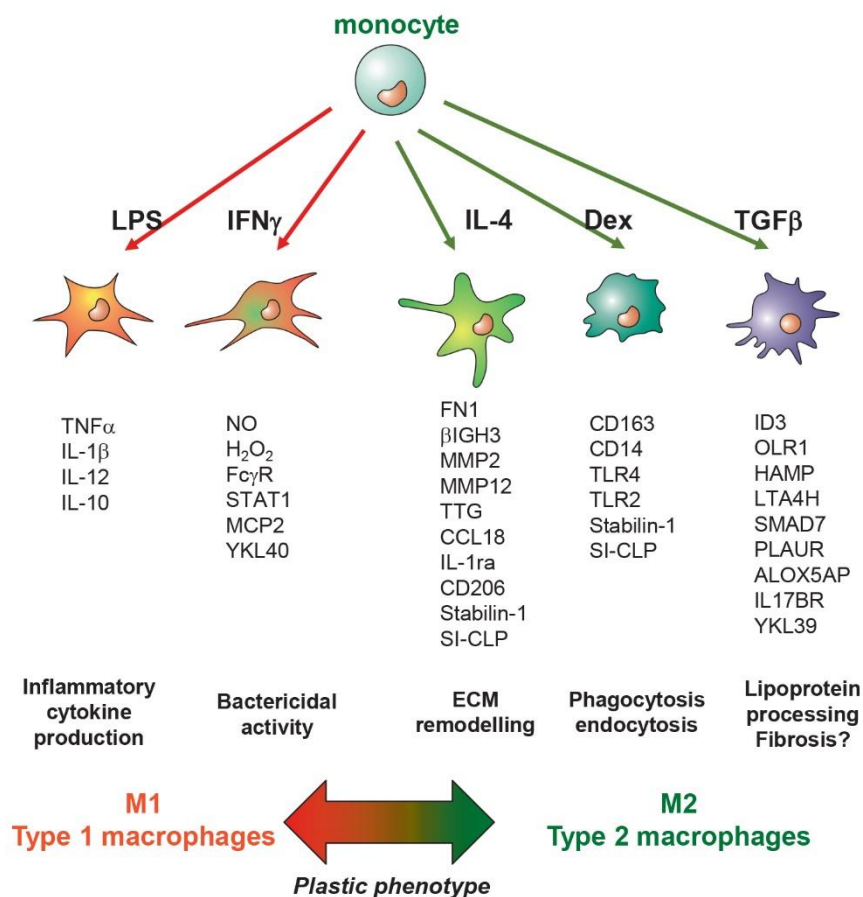 monocyte
LPS
IFNγ
IL-4
Dex
TGFβ
TNFα
IL-1β
IL-12
IL-10
NO
H₂O₂
FcγR
STAT1
MCP2
YKL40
FN1
βIGH3
MMP2
MMP12
TTG
CCL18
IL-1ra
CD206
Stabilin-1
SI-CLP
CD163
CD14
TLR4
TLR2
Stabilin-1
SI-CLP
ID3
OLR1
HAMP
LTA4H
SMAD7
PLAUR
ALOX5AP
IL17BR
YKL39
Inflammatory
cytokine
production
Bactericidal
activity
ECM
remodelling
Phagocytosis
endocytosis
Lipoprotein
processing
Fibrosis?
M1
Type 1 macrophages
M2
Type 2 macrophages
Plastic phenotype